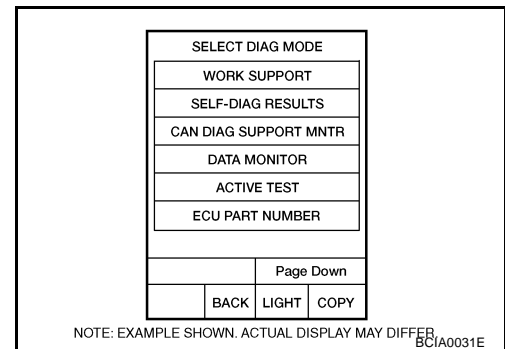 SELECT DIAG MODE
WORK SUPPORT
SELF-DIAG RESULTS
CAN DIAG SUPPORT MNTR
DATA MONITOR
ACTIVE TEST
ECU PART NUMBER
Page Down
BACK LIGHT COPY
NOTE: EXAMPLE SHOWN. ACTUAL DISPLAY MAY DIFFER.
BCIA0031E